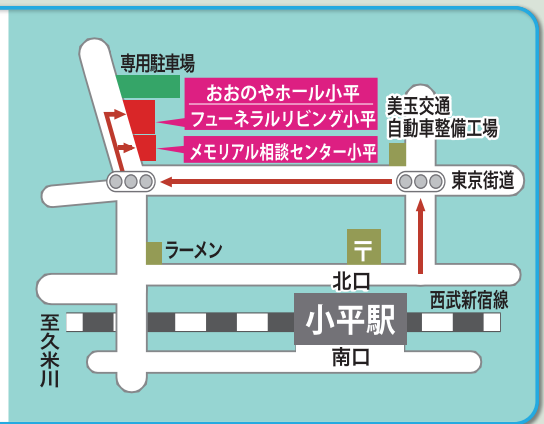 専用駐車場
おおのやホール小平
フューネラルリビング小平
メモリアル相談センター小平
美玉交通
自動車整備工場
東京街道
ラーメン
〒
北口
西武新宿線
小平駅
南口
至久米川